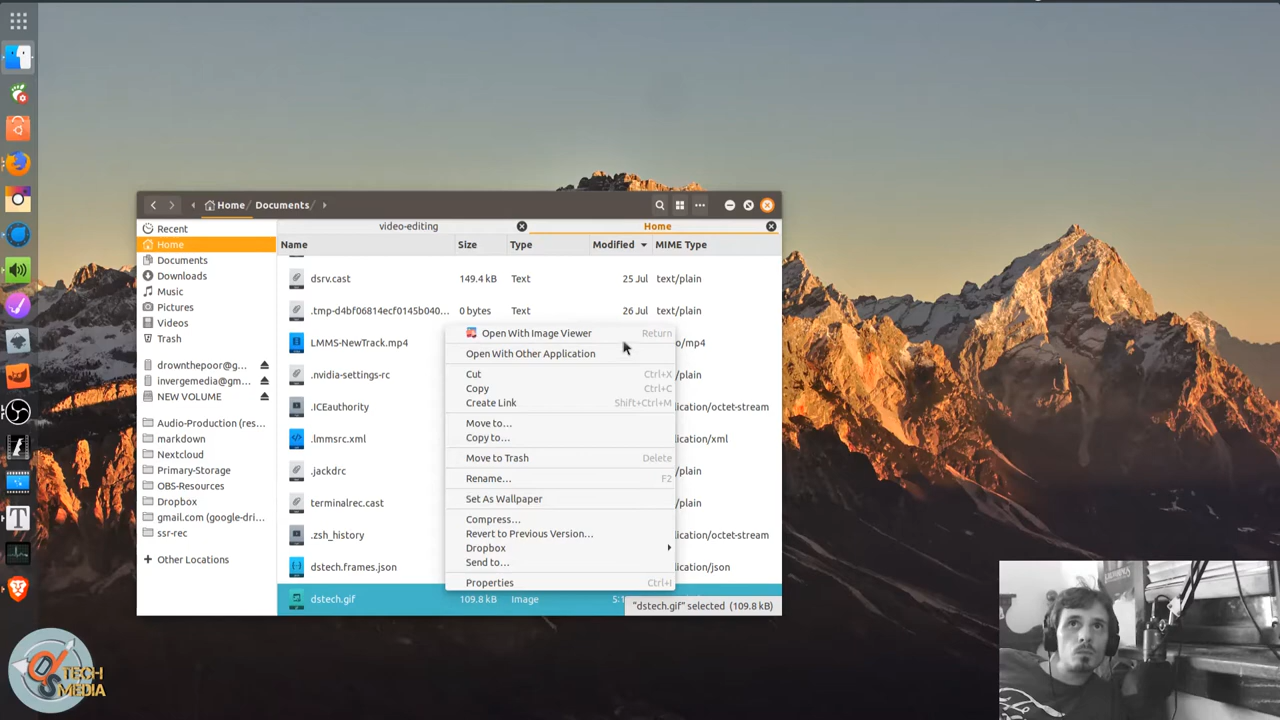 Home / Documents /
video-editing
Home
Name Size Type Modified MIME Type
Recent
Home
Documents
Downloads
Music
Pictures
Videos
Trash
drownthepoor@g...
invergemedia@gm...
NEW VOLUME
Audio-Production (res...
markdown
Nextcloud
Primary-Storage
OBS-Resources
Dropbox
gmail.com (google-dri...
ssr-rec
+ Other Locations
dsrv.cast 149.4 kB Text 25 Jul text/plain
.tmp-d4bf06814ecf015b040... 0 bytes Text 26 Jul text/plain
LMMS-NewTrack.mp4 o/mp4
.nvidia-settings-rc /plain
.ICEauthority ication/octet-stream
.lmmsrc.xml ication/xml
.jackdrc /plain
terminalrec.cast /plain
.zsh_history ication/octet-stream
dstech.frames.json ication/json
dstech.gif 109.8 kB Image 5:1
Open With Image Viewer Return
Open With Other Application
Cut Ctrl+X
Copy Ctrl+C
Create Link Shift+Ctrl+M
Move to...
Copy to...
Move to Trash Delete
Rename... F2
Set As Wallpaper
Compress...
Revert to Previous Version...
Dropbox
Send to...
Properties Ctrl+I
"dstech.gif" selected (109.8 kB)
DS
TECH
MEDIA